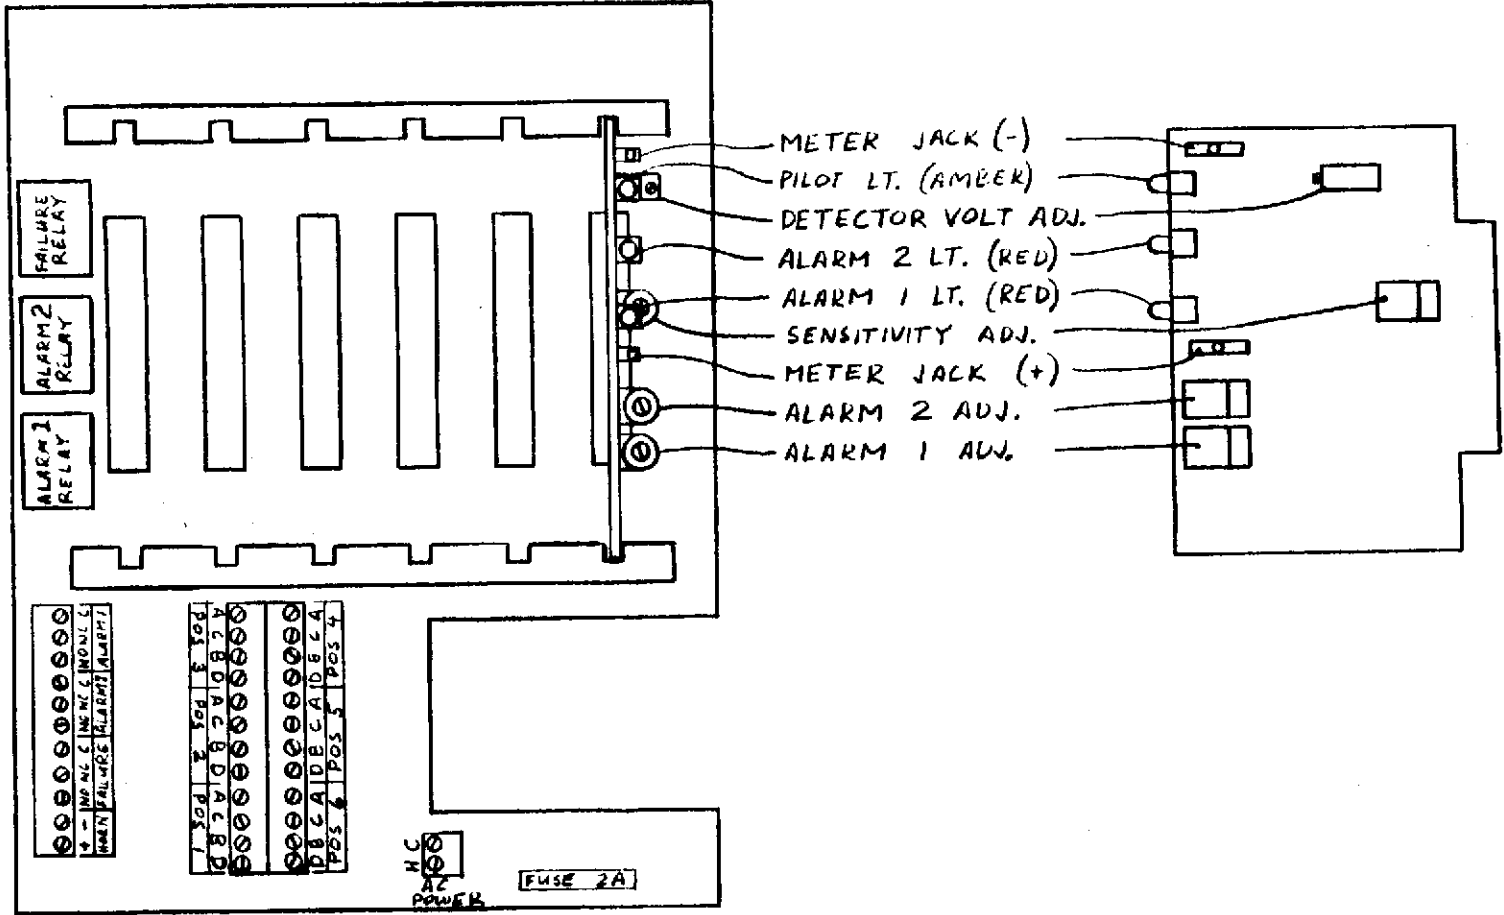 METER JACK (-)
PILOT LT. (AMBER)
DETECTOR VOLT ADJ.
ALARM 2 LT. (RED)
ALARM 1 LT. (RED)
SENSITIVITY ADJ.
METER JACK (+)
ALARM 2 ADJ.
ALARM 1 ADJ.
FAILURE
RELAY
ALARM 2
RELAY
ALARM 1
RELAY
C
NC
NO
ALARM 1
C
NC
ALARM 2
C
NC
NO
FAILURE
- +
HORN
POS 3
A C B D
POS 2
A C B D
POS 1
A C B D
A C B D
POS 4
A C B D
POS 5
A C B D
POS 6
H C
AC
POWER
FUSE 2A